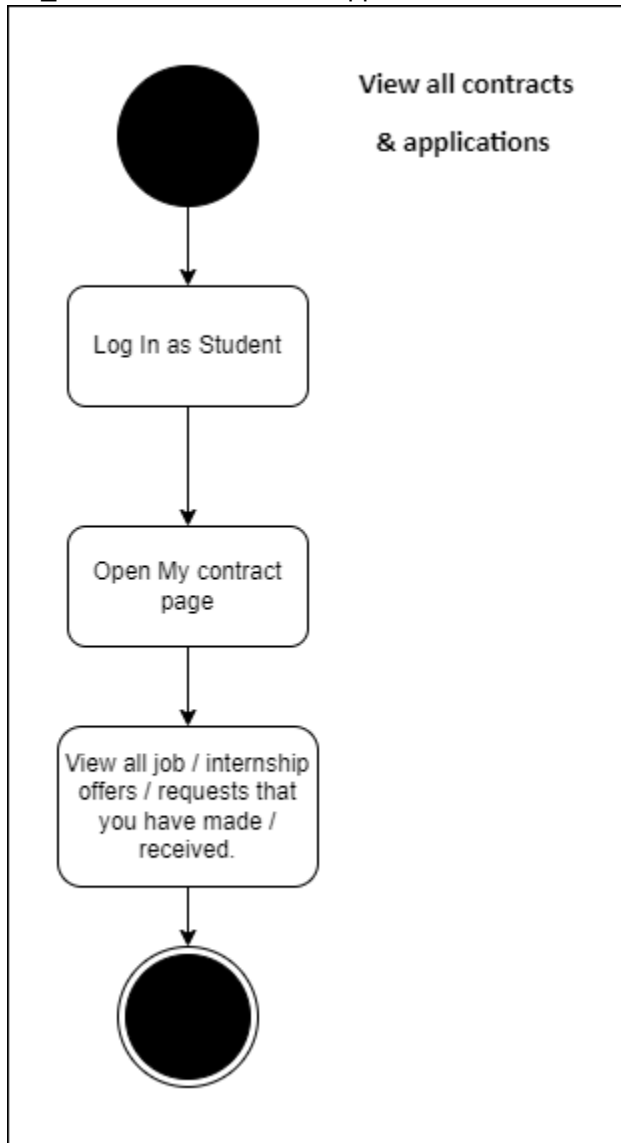 View all contracts
& applications
Log In as Student
Open My contract
page
View all job / internship
offers / requests that
you have made /
received.